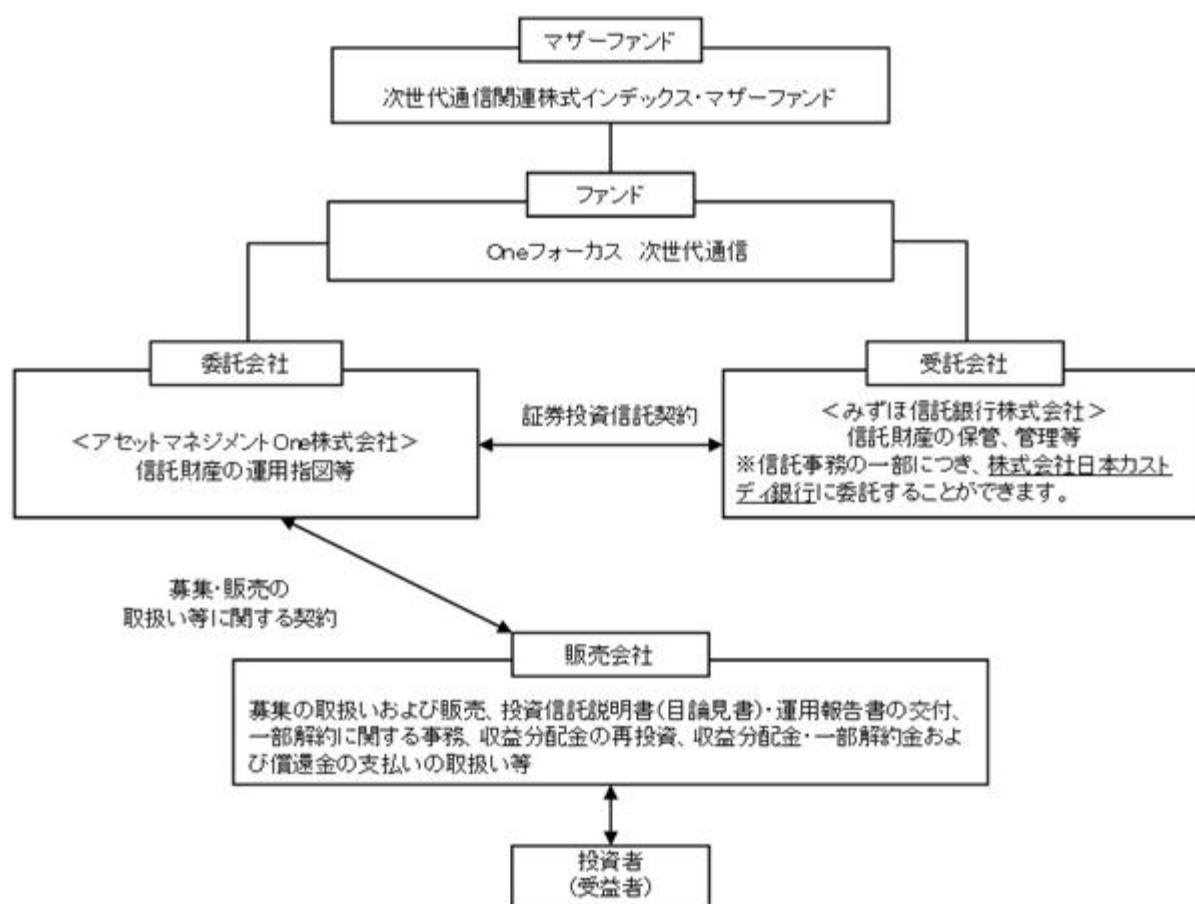 マザーファンド
次世代通信関連株式インデックス・マザーファンド
ファンド
Oneフォーカス 次世代通信
委託会社
<アセットマネジメントOne株式会社>
信託財産の運用指図等
証券投資信託契約
受託会社
<みずほ信託銀行株式会社>
信託財産の保管、管理等
※信託事務の一部につき、株式会社日本カスト
ディ銀行に委託することができます。
募集・販売の
取扱い等に関する契約
販売会社
募集の取扱いおよび販売、投資信託説明書(目論見書)・運用報告書の交付、
一部解約に関する事務、収益分配金の再投資、収益分配金・一部解約金およ
び償還金の支払いの取扱い等
投資者
(受益者)